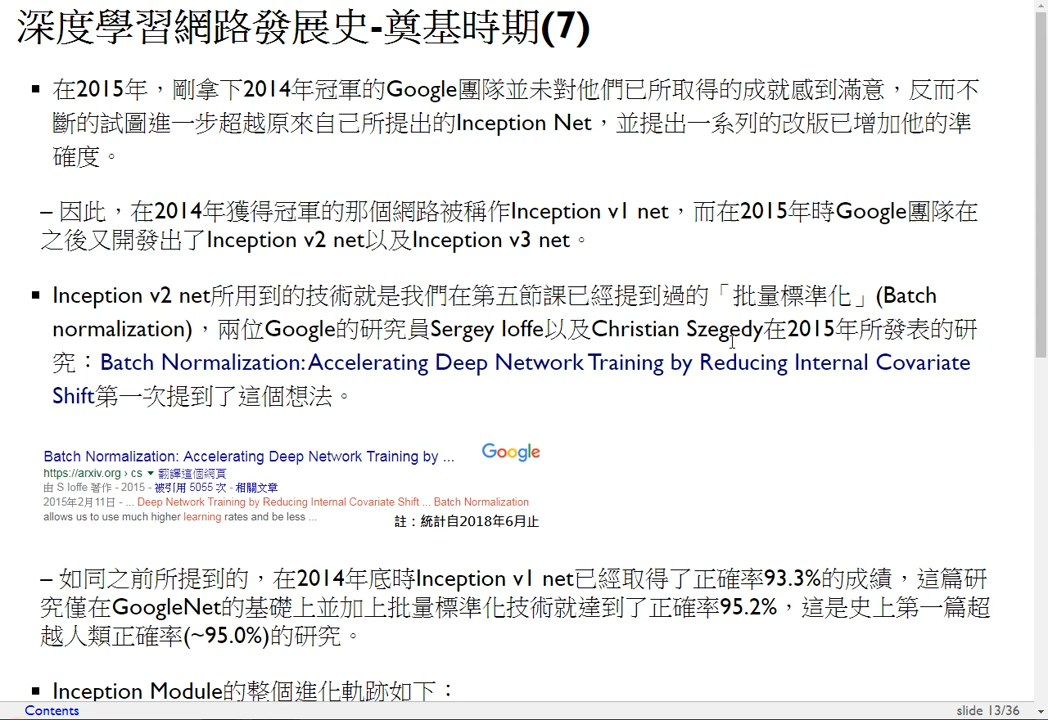 深度學習網路發展史-奠基時期(7)
▪ 在2015年，剛拿下2014年冠軍的Google團隊並未對他們已所取得的成就感到滿意，反而不
斷的試圖進一步超越原來自己所提出的Inception Net，並提出一系列的改版已增加他的準
確度。
– 因此，在2014年獲得冠軍的那個網路被稱作Inception v1 net，而在2015年時Google團隊在
之後又開發出了Inception v2 net以及Inception v3 net。
▪ Inception v2 net所用到的技術就是我們在第五節課已經提到過的「批量標準化」(Batch
normalization)，兩位Google的研究員Sergey Ioffe以及Christian Szegedy在2015年所發表的研
究：Batch Normalization: Accelerating Deep Network Training by Reducing Internal Covariate
Shift第一次提到了這個想法。
Batch Normalization: Accelerating Deep Network Training by ...
Google
https://arxiv.org › cs ▼ 翻譯這個網頁
由 S Ioffe 著作 - 2015 - 被引用 5055 次 - 相關文章
2015年2月11日 - ... Deep Network Training by Reducing Internal Covariate Shift ... Batch Normalization
allows us to use much higher learning rates and be less ...
註：統計自2018年6月止
– 如同之前所提到的，在2014年底時Inception v1 net已經取得了正確率93.3%的成績，這篇研
究僅在GoogleNet的基礎上並加上批量標準化技術就達到了正確率95.2%，這是史上第一篇超
越人類正確率(~95.0%)的研究。
▪ Inception Module的整個進化軌跡如下：
Contents
slide 13/36